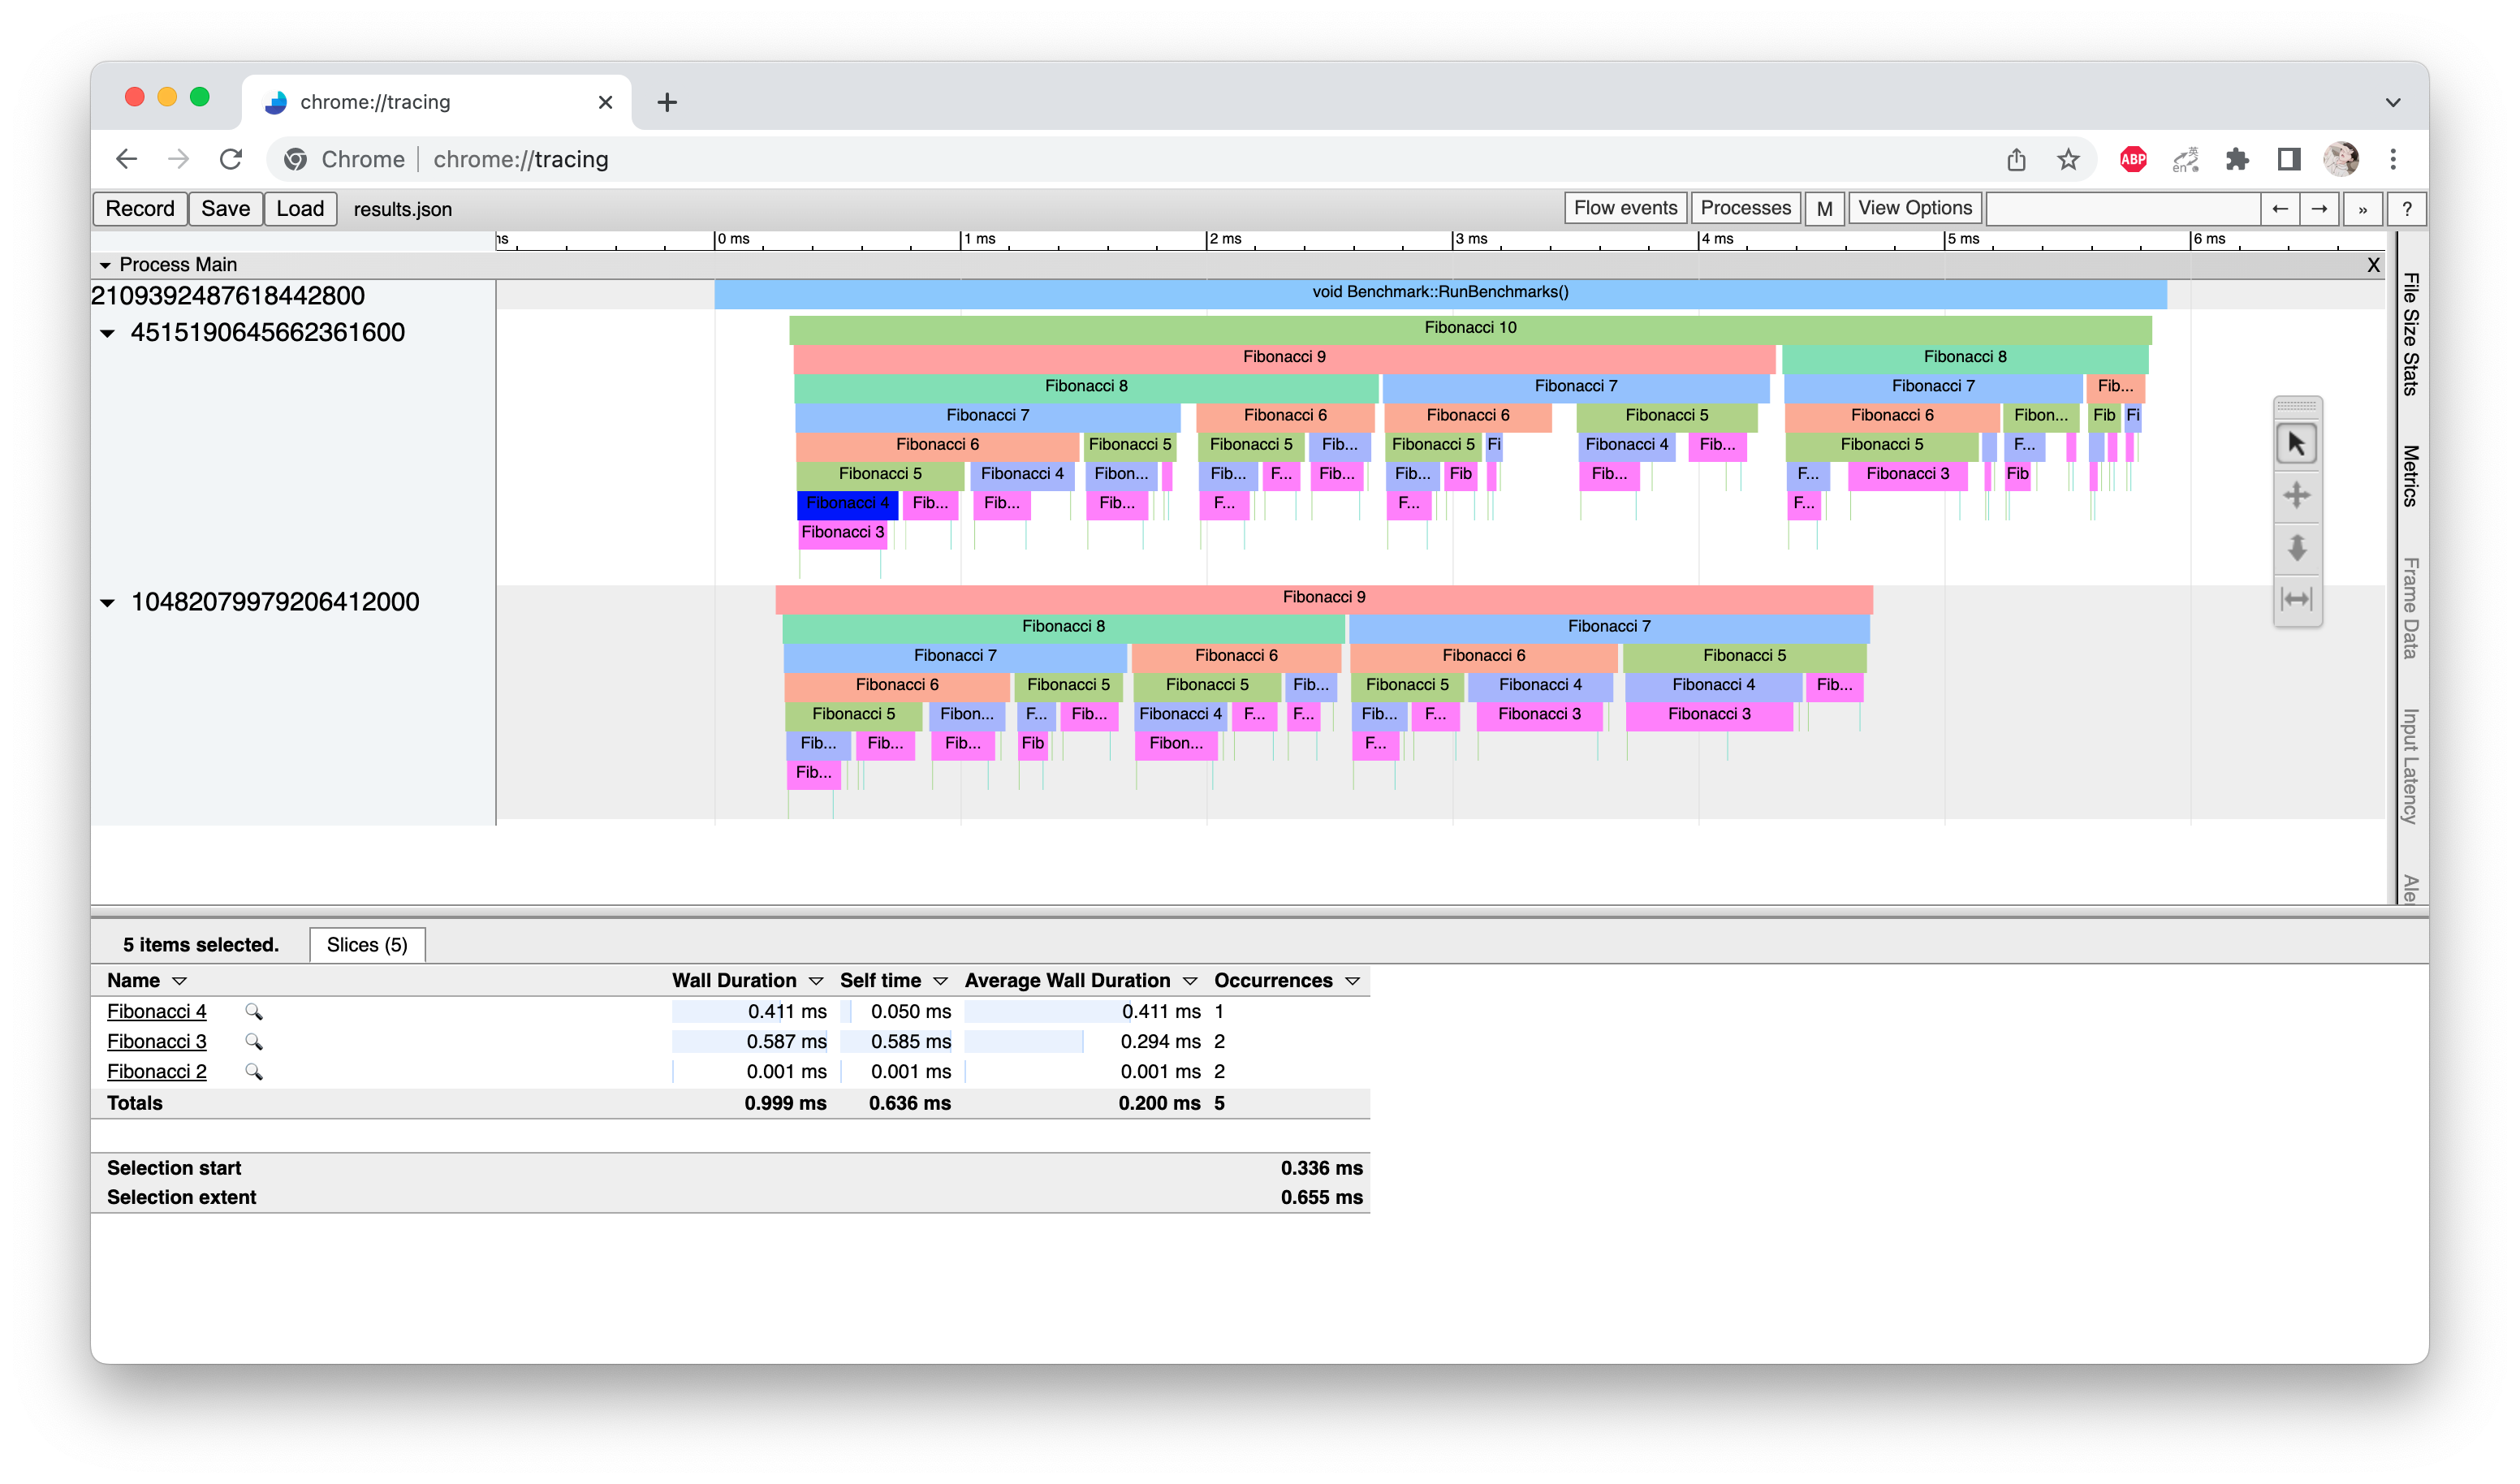 chrome://tracing
Chrome | chrome://tracing
ABP
英
en
Record Save Load results.json Flow events Processes M View Options ← → » ?
ns 0 ms 1 ms 2 ms 3 ms 4 ms 5 ms 6 ms
Process Main X
2109392487618442800 void Benchmark::RunBenchmarks()
4515190645662361600 Fibonacci 10
Fibonacci 9 Fibonacci 8
Fibonacci 8 Fibonacci 7 Fibonacci 7 Fib...
Fibonacci 7 Fibonacci 6 Fibonacci 6 Fibonacci 5 Fibonacci 6 Fibon... Fib Fi
Fibonacci 6 Fibonacci 5 Fibonacci 5 Fib... Fibonacci 5 Fi Fibonacci 4 Fib... Fibonacci 5 F...
Fibonacci 5 Fibonacci 4 Fibon... Fib... F... Fib... Fib... Fib Fib... F... Fibonacci 3 Fib
Fibonacci 4 Fib... Fib... Fib... F... F... F...
Fibonacci 3
10482079979206412000 Fibonacci 9
Fibonacci 8 Fibonacci 7
Fibonacci 7 Fibonacci 6 Fibonacci 6 Fibonacci 5
Fibonacci 6 Fibonacci 5 Fibonacci 5 Fib... Fibonacci 5 Fibonacci 4 Fibonacci 4 Fib...
Fibonacci 5 Fibon... F... Fib... Fibonacci 4 F... F... Fib... F... Fibonacci 3 Fibonacci 3
Fib... Fib... Fib... Fib Fibon... F...
Fib...
File Size Stats
Metrics
Frame Data
Input Latency
Aler
5 items selected. Slices (5)
Name Wall Duration Self time Average Wall Duration Occurrences
Fibonacci 4 0.411 ms 0.050 ms 0.411 ms 1
Fibonacci 3 0.587 ms 0.585 ms 0.294 ms 2
Fibonacci 2 0.001 ms 0.001 ms 0.001 ms 2
Totals 0.999 ms 0.636 ms 0.200 ms 5
Selection start 0.336 ms
Selection extent 0.655 ms